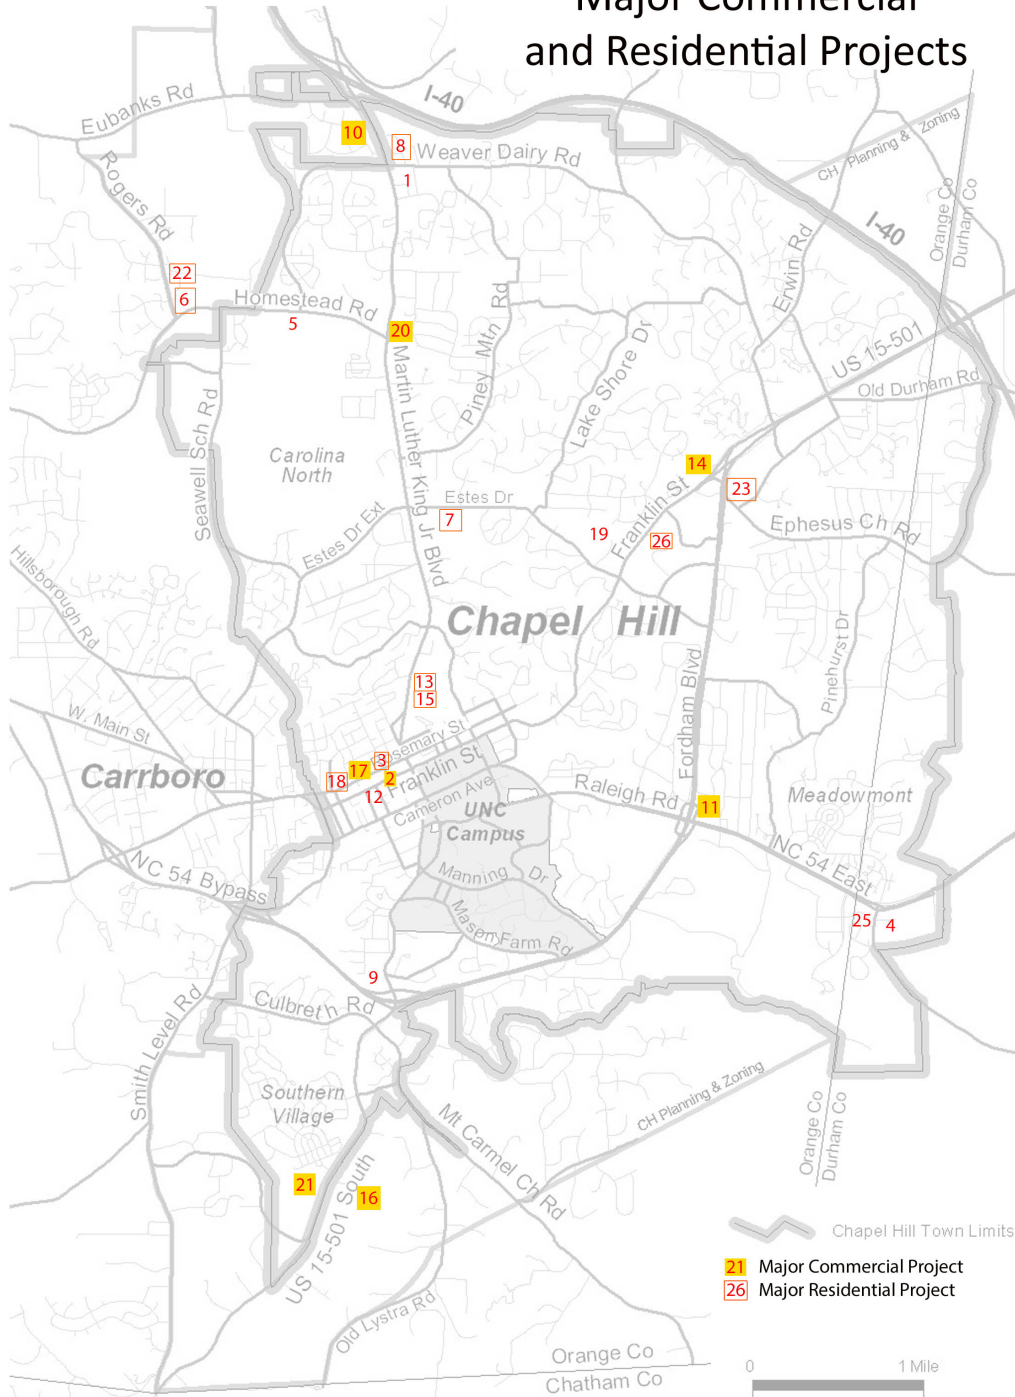 Major Commercial
and Residential Projects
I-40
Eubanks Rd
10
8
Weaver Dairy Rd
CH Planning & Zoning
1
Rogers Rd
Orange Co
Durham Co
I-40
Erwin Rd
22
6
Homestead Rd
5
20
Piney Mtn Rd
Lake Shore Dr
US 15-501
Old Durham Rd
Martin Luther King Jr Blvd
Seawell Sch Rd
Carolina
North
14
23
Franklin St
Estes Dr
7
Estes Dr Ext
19
26
Ephesus Ch Rd
Hillsborough Rd
Chapel Hill
Pinehurst Dr
Fordham Blvd
13
15
W. Main St
Rosemary St
3
17
2
18
12
Franklin St
Cameron Ave
Carrboro
UNC
Campus
Raleigh Rd
11
Meadowmont
NC 54 East
NC 54 Bypass
Manning Dr
Mason Farm Rd
25
4
9
Culbreth Rd
Smith Level Rd
Southern
Village
CH Planning & Zoning
Mt Carmel Ch Rd
Orange Co
Durham Co
21
16
US 15-501 South
Chapel Hill Town Limits
21 Major Commercial Project
26 Major Residential Project
Old Lystra Rd
Orange Co
Chatham Co
0 1 Mile